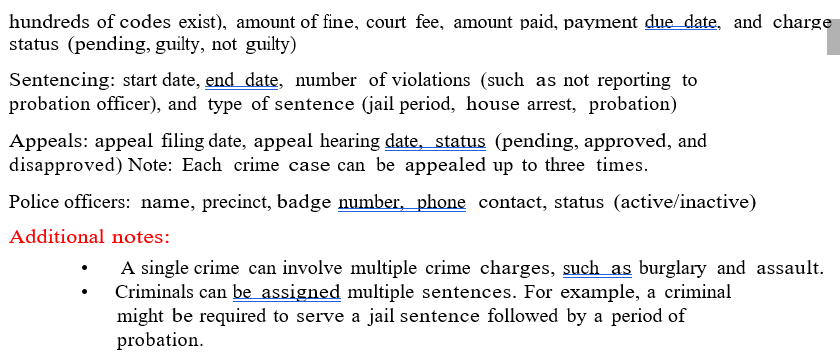 hundreds of codes exist), amount of fine, court fee, amount paid, payment due date, and charge
status (pending, guilty, not guilty)
Sentencing: start date, end date, number of violations (such as not reporting to
probation officer), and type of sentence (jail period, house arrest, probation)
Appeals: appeal filing date, appeal hearing date, status (pending, approved, and
disapproved) Note: Each crime case can be appealed up to three times.
Police officers: name, precinct, badge number, phone contact, status (active/inactive)
Additional notes:
• A single crime can involve multiple crime charges, such as burglary and assault.
• Criminals can be assigned multiple sentences. For example, a criminal
might be required to serve a jail sentence followed by a period of
probation.